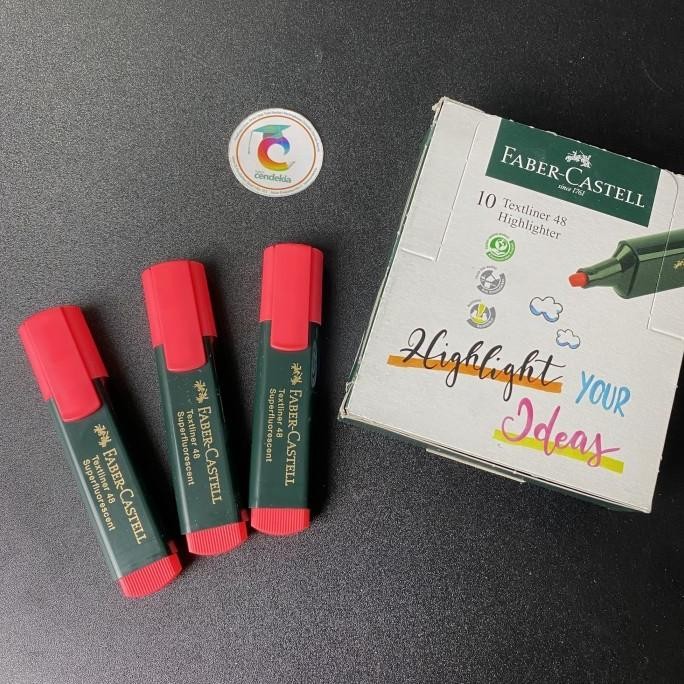 cendekia
FABER-CASTELL
since 1761
10 Textliner 48
Highlighter
Highlight YOUR
Ideas
FABER-CASTELL
Textliner 48
Superfluorescent
FABER-CASTELL
Textliner 48
Superfluorescent
FABER-CASTELL
Textliner 48
Superfluorescent